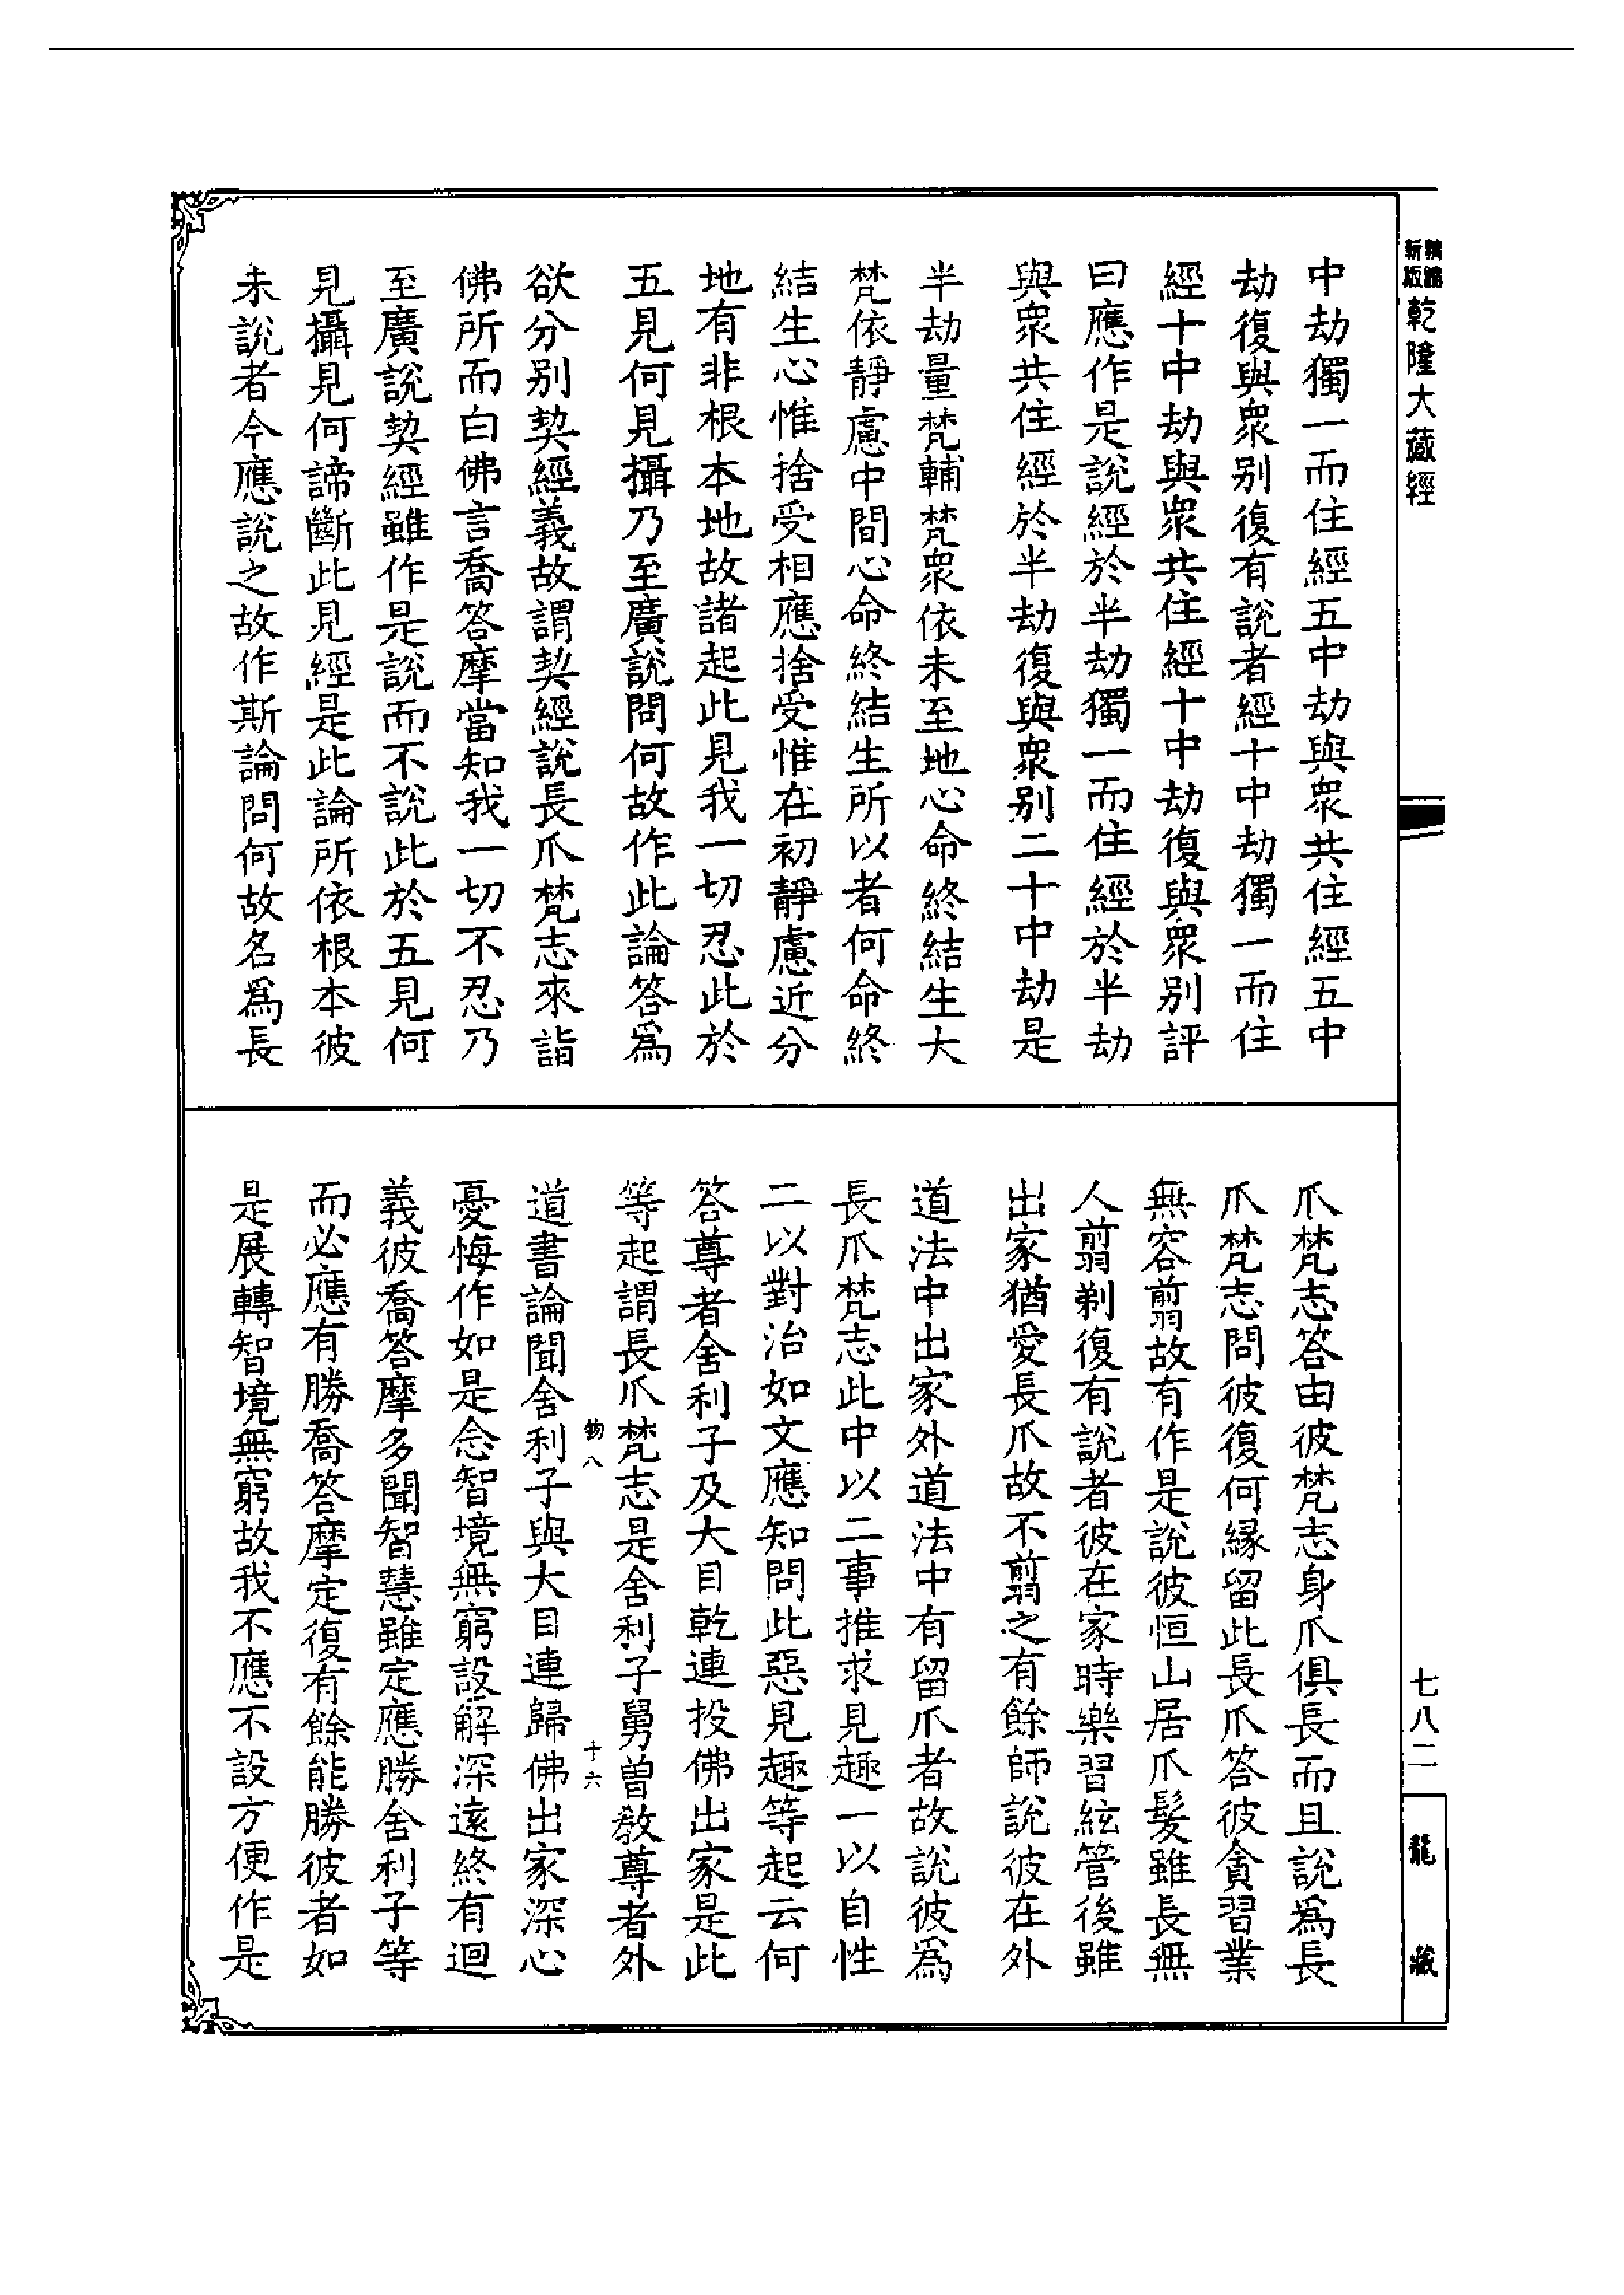 新版精編乾隆大藏經
中劫獨一而住經五中劫與衆共住經五中
劫復與衆別復有說者經十中劫獨一而住
經十中劫與衆共住經十中劫復與衆別評
曰應作是說經於半劫獨一而住經於半劫
與衆共住經於半劫復與衆別二十中劫是
半劫量梵輔梵衆依未至地心命終結生大
梵依靜慮中間心命終結生所以者何命終
結生心惟捨受相應捨受惟在初靜慮近分
地有非根本地故諸起此見我一切忍此於
五見何見攝乃至廣說問何故作此論答爲
欲分別契經義故謂契經說長爪梵志來詣
佛所而白佛言喬答摩當知我一切不忍乃
至廣說契經雖作是說而不說此於五見何
見攝見何諦斷此見經是此論所依根本彼
未說者今應說之故作斯論問何故名爲長
爪梵志答由彼梵志身爪俱長而且說爲長
爪梵志問彼復何緣留此長爪答彼貪習業
無容翦故有作是說彼恒山居爪髮雖長無
人翦剃復有說者彼在家時樂習絃管後雖
出家猶愛長爪故不翦之有餘師說彼在外
道法中出家外道法中有留爪者故說彼爲
長爪梵志此中以二事推求見趣一以自性
二以對治如文應知問此惡見趣等起云何
答尊者舍利子及大目乾連投佛出家是此
等起謂長爪梵志是舍利子舅曾教尊者外
物八 十六
道書論聞舍利子與大目連歸佛出家深心
憂悔作如是念智境無窮設解深遠終有迴
義彼喬答摩多聞智慧雖定應勝舍利子等
而必應有勝喬答摩定復有餘能勝彼者如
是展轉智境無窮故我不應不設方便作是
七八二
龍藏